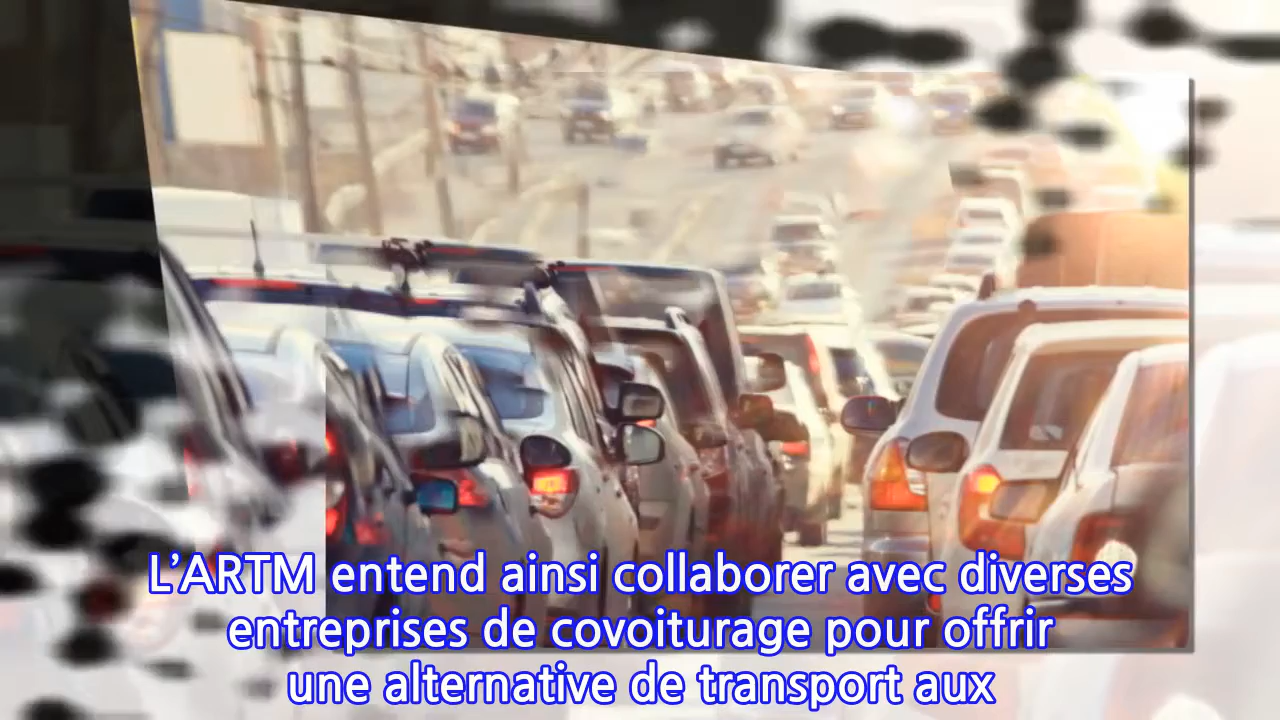 L’ARTM entend ainsi collaborer avec diverses
entreprises de covoiturage pour offrir
une alternative de transport aux